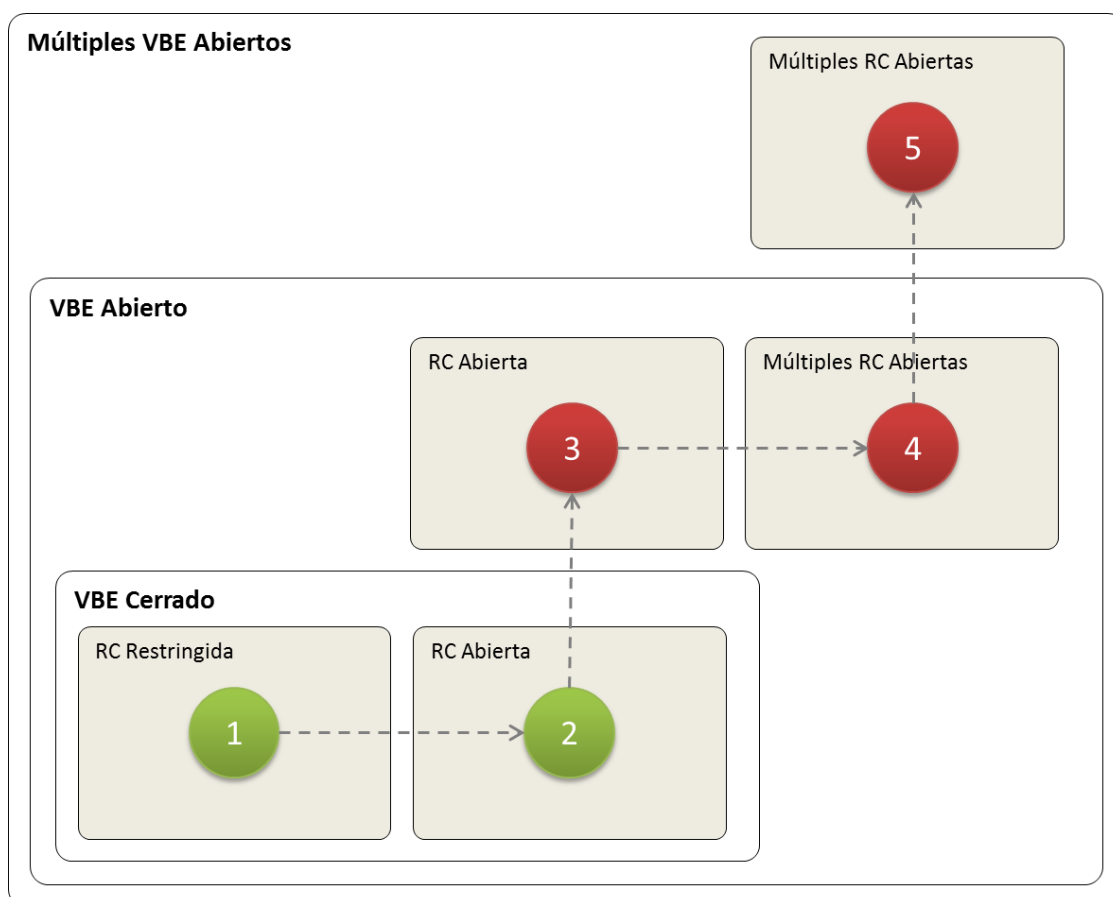 Múltiples VBE Abiertos
Múltiples RC Abiertas
5
VBE Abierto
RC Abierta
Múltiples RC Abiertas
3
4
VBE Cerrado
RC Restringida
RC Abierta
1
2